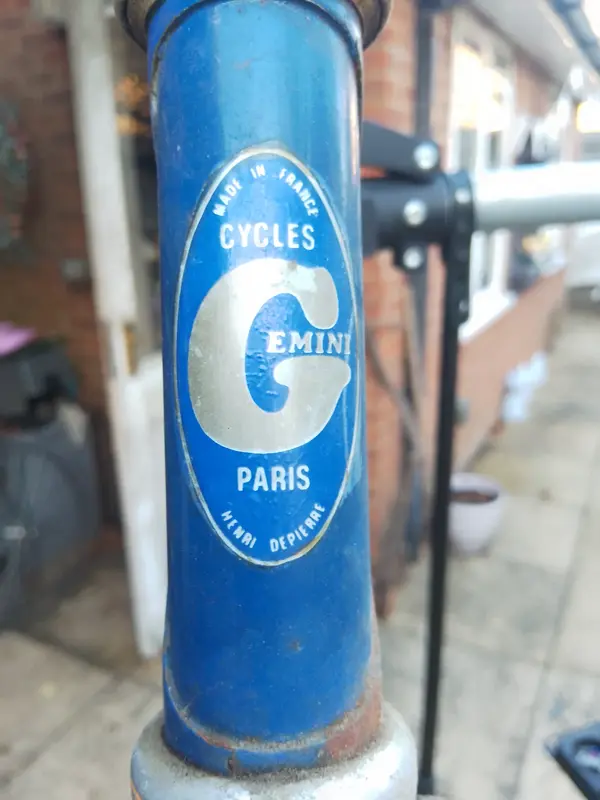 MADE IN FRANCE
CYCLES
GEMINI
PARIS
HENRI DEPIERRE